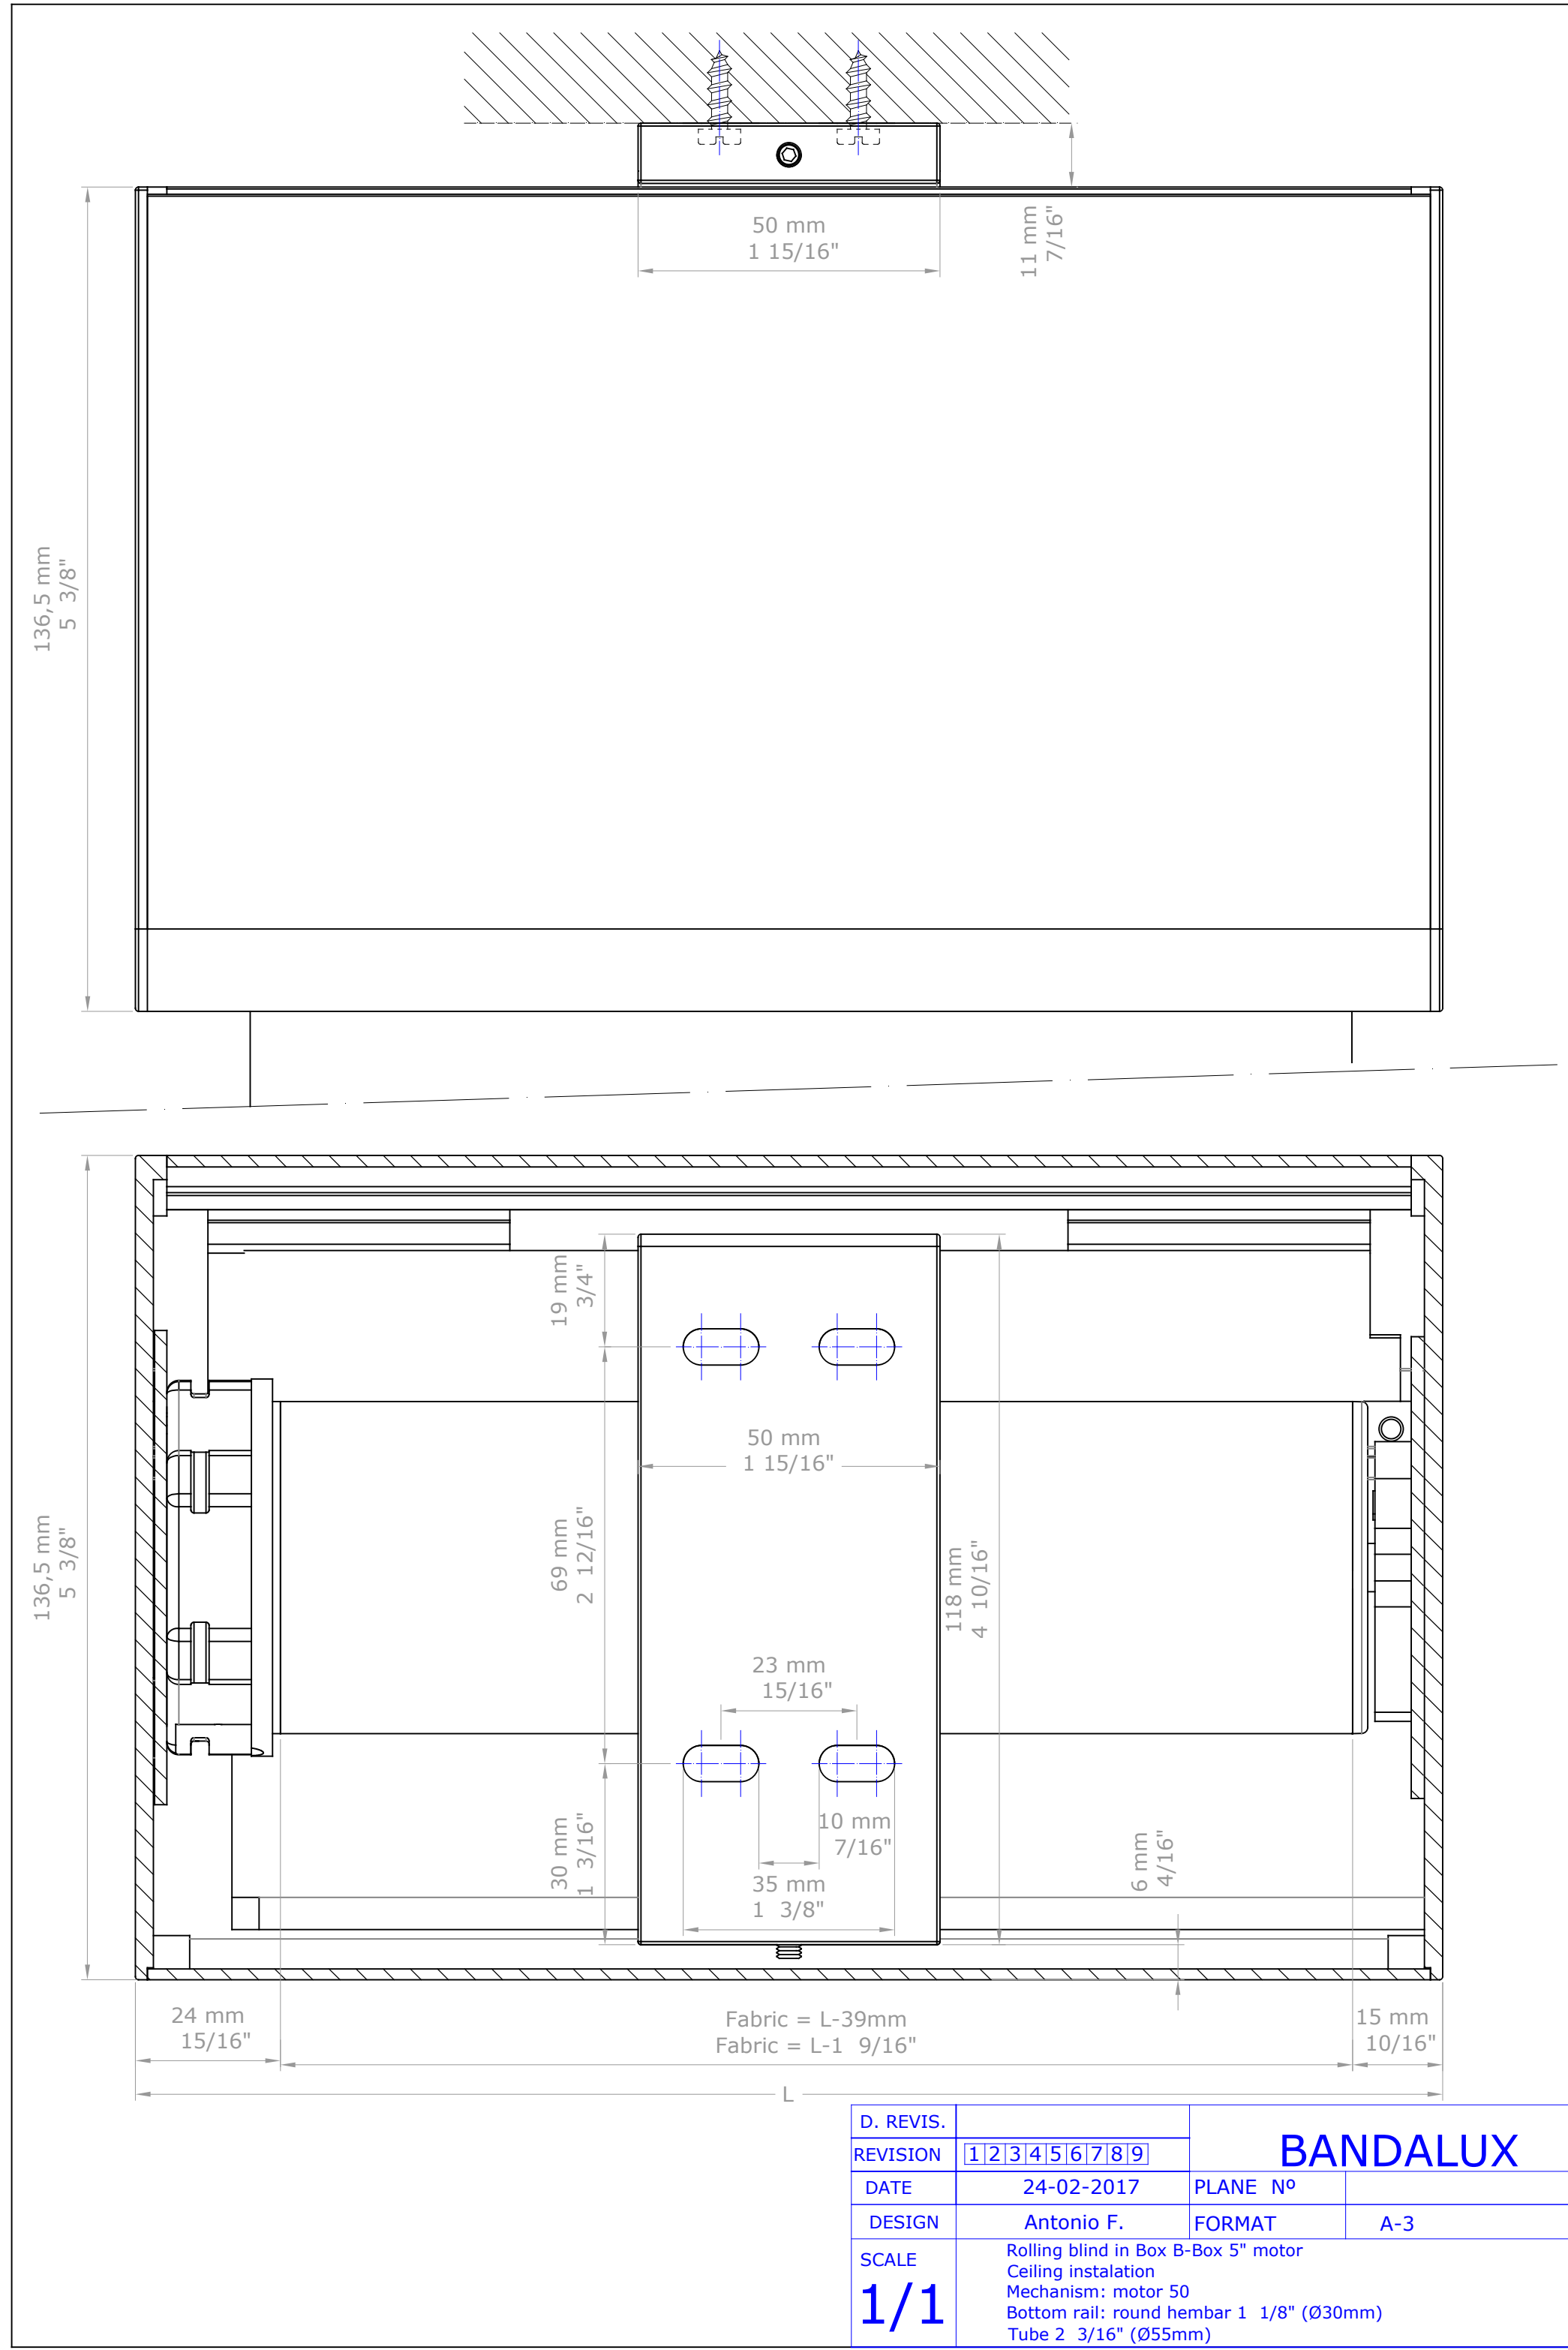 50 mm
1 15/16"
11 mm
7/16"
136,5 mm
5 3/8"
19 mm
3/4"
50 mm
1 15/16"
69 mm
2 12/16"
118 mm
4 10/16"
136,5 mm
5 3/8"
23 mm
15/16"
10 mm
7/16"
30 mm
1 3/16"
35 mm
1 3/8"
6 mm
4/16"
24 mm
15/16"
Fabric = L-39mm
Fabric = L-1 9/16"
15 mm
10/16"
L
D. REVIS.
REVISION 1 2 3 4 5 6 7 8 9
BANDALUX
DATE 24-02-2017 PLANE Nº
DESIGN Antonio F. FORMAT A-3
SCALE
1/1
Rolling blind in Box B-Box 5" motor
Ceiling instalation
Mechanism: motor 50
Bottom rail: round hembar 1 1/8" (Ø30mm)
Tube 2 3/16" (Ø55mm)